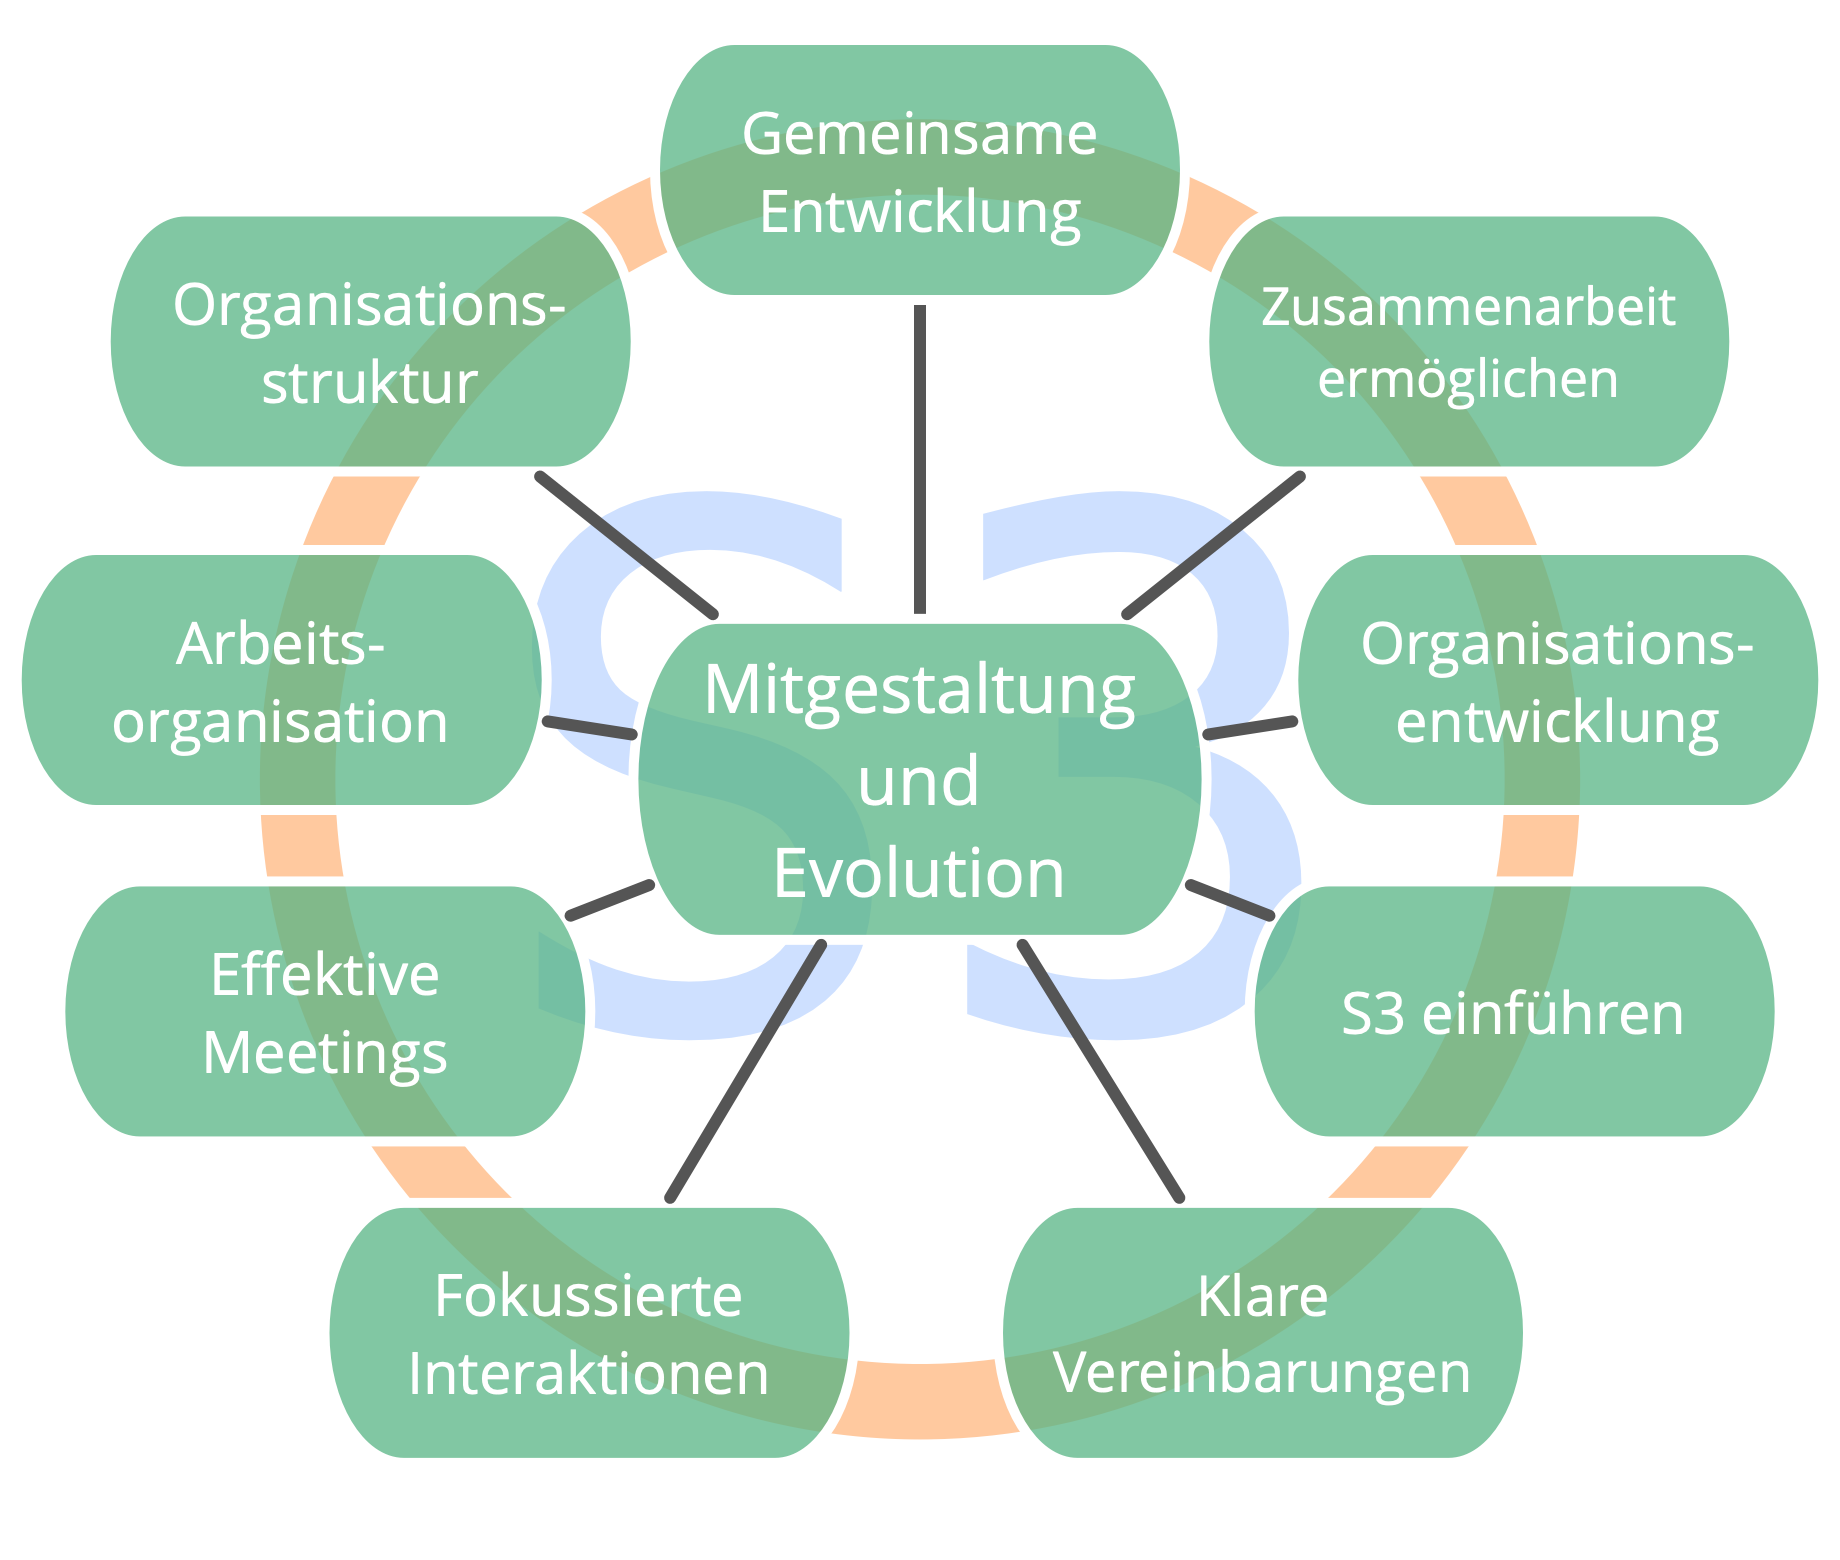 Gemeinsame
Entwicklung
Zusammenarbeit
ermöglichen
Organisations-
entwicklung
S3 einführen
Klare
Vereinbarungen
Fokussierte
Interaktionen
Effektive
Meetings
Arbeits-
organisation
Organisations-
struktur
Mitgestaltung
und
Evolution
S3